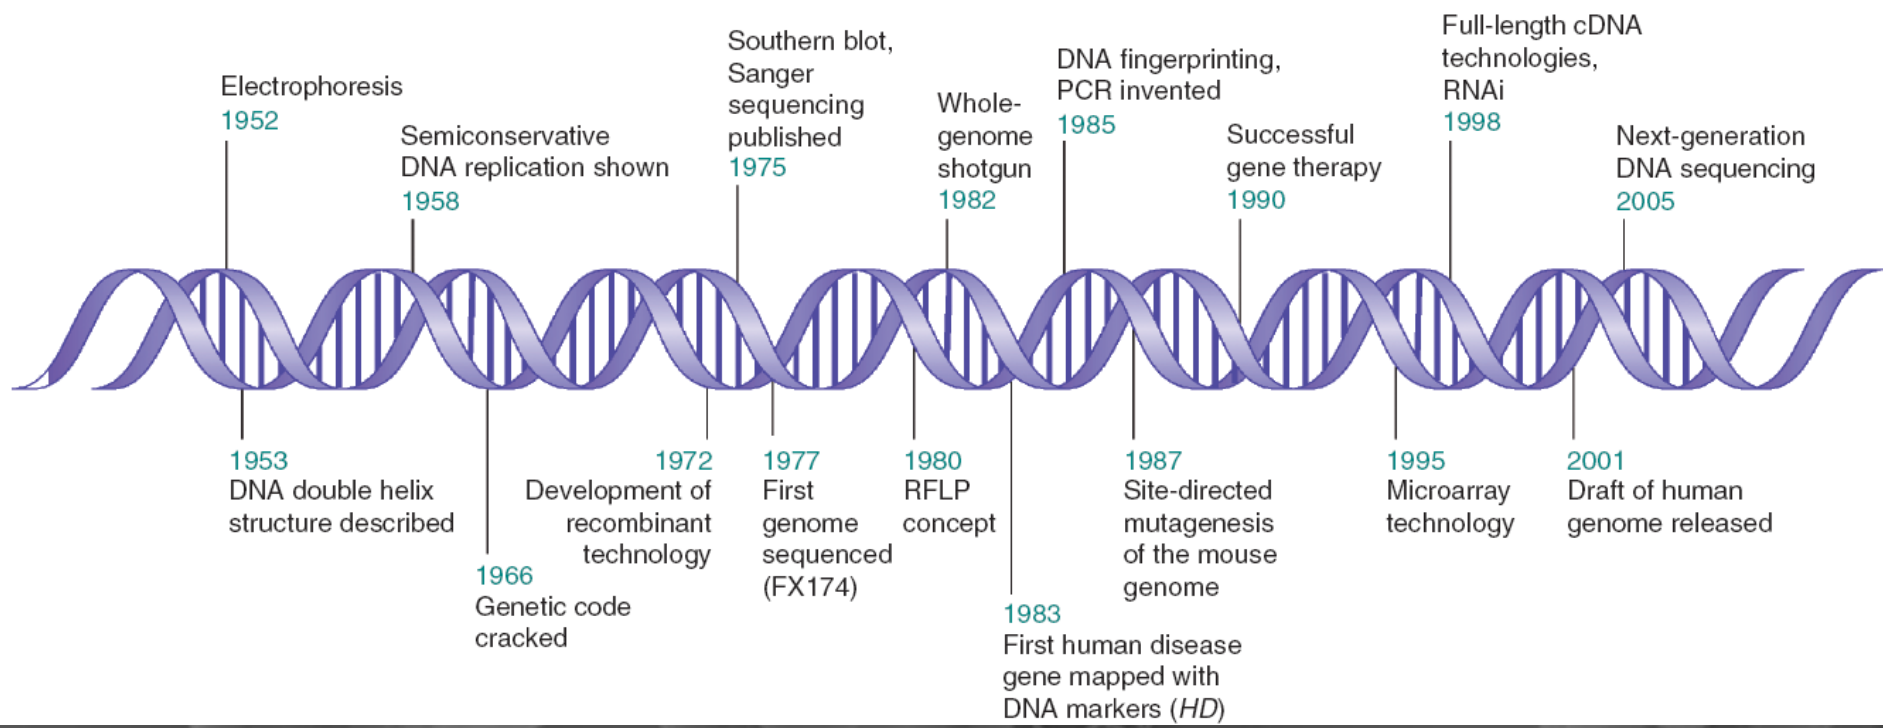 Electrophoresis
1952
Semiconservative
DNA replication shown
1958
Southern blot,
Sanger
sequencing
published
1975
Whole-
genome
shotgun
1982
DNA fingerprinting,
PCR invented
1985
Successful
gene therapy
1990
Full-length cDNA
technologies,
RNAi
1998
Next-generation
DNA sequencing
2005
1953
DNA double helix
structure described
1966
Genetic code
cracked
1972
Development of
recombinant
technology
1977
First
genome
sequenced
(FX174)
1980
RFLP
concept
1983
First human disease
gene mapped with
DNA markers (HD)
1987
Site-directed
mutagenesis
of the mouse
genome
1995
Microarray
technology
2001
Draft of human
genome released